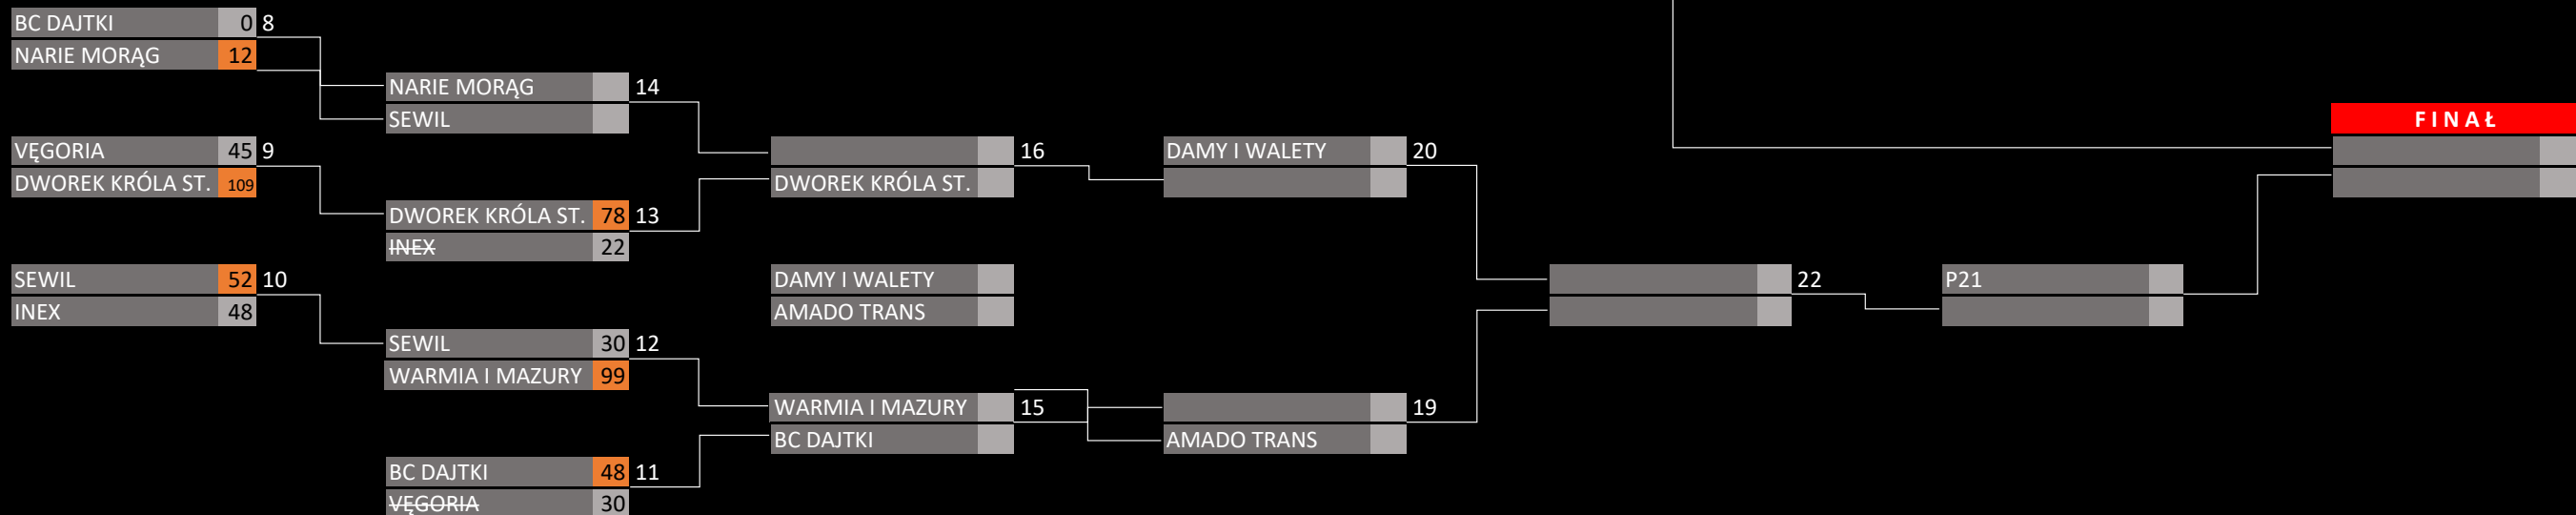 BC DAJTKI 0 8
NARIE MORĄG 12
NARIE MORĄG 14
SEWIL
FINAŁ
VĘGORIA 45 9
16
DAMY I WALETY 20
DWOREK KRÓLA ST. 109
DWOREK KRÓLA ST.
DWOREK KRÓLA ST. 78 13
INEX 22
SEWIL 52 10
DAMY I WALETY
22
P21
INEX 48
AMADO TRANS
SEWIL 30 12
WARMIA I MAZURY 99
WARMIA I MAZURY 15
19
BC DAJTKI
AMADO TRANS
BC DAJTKI 48 11
VĘGORIA 30